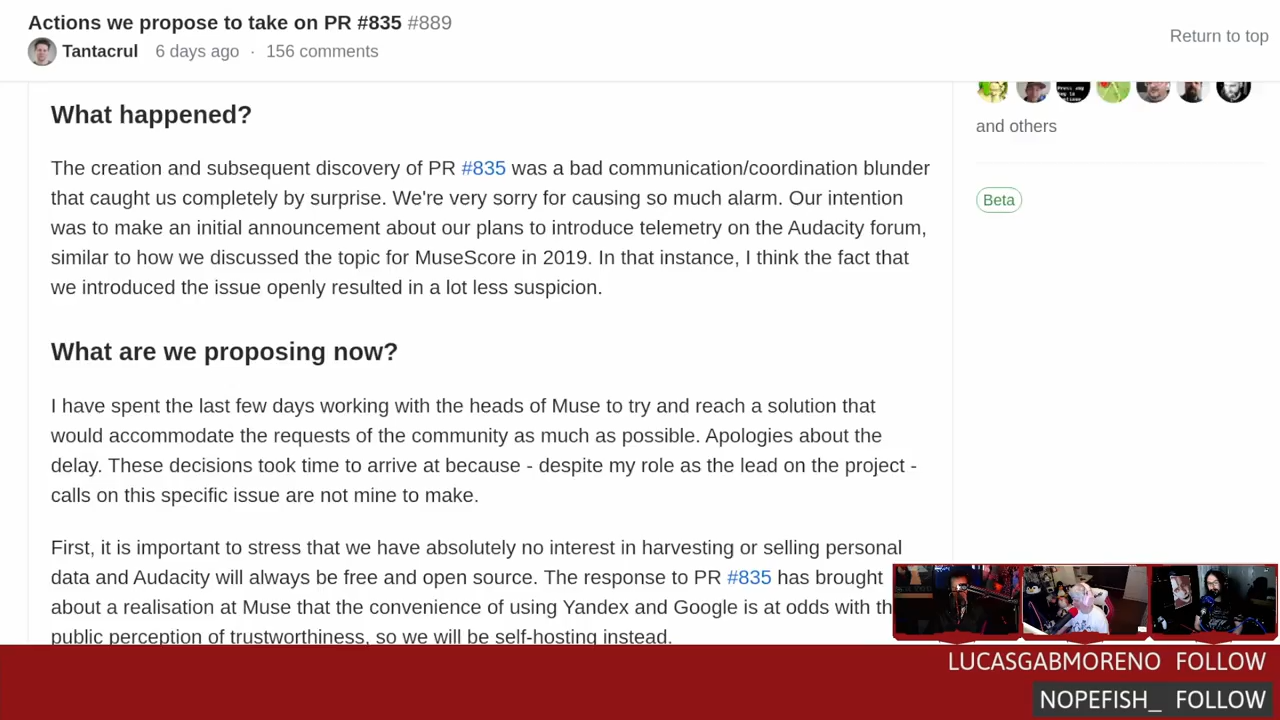 Actions we propose to take on PR #835 #889
Tantacrul 6 days ago · 156 comments
Return to top
What happened?
The creation and subsequent discovery of PR #835 was a bad communication/coordination blunder
that caught us completely by surprise. We're very sorry for causing so much alarm. Our intention
was to make an initial announcement about our plans to introduce telemetry on the Audacity forum,
similar to how we discussed the topic for MuseScore in 2019. In that instance, I think the fact that
we introduced the issue openly resulted in a lot less suspicion.
What are we proposing now?
I have spent the last few days working with the heads of Muse to try and reach a solution that
would accommodate the requests of the community as much as possible. Apologies about the
delay. These decisions took time to arrive at because - despite my role as the lead on the project -
calls on this specific issue are not mine to make.
First, it is important to stress that we have absolutely no interest in harvesting or selling personal
data and Audacity will always be free and open source. The response to PR #835 has brought
about a realisation at Muse that the convenience of using Yandex and Google is at odds with th
public perception of trustworthiness, so we will be self-hosting instead.
and others
Beta
LUCASGABMORENO FOLLOW
NOPEFISH_ FOLLOW